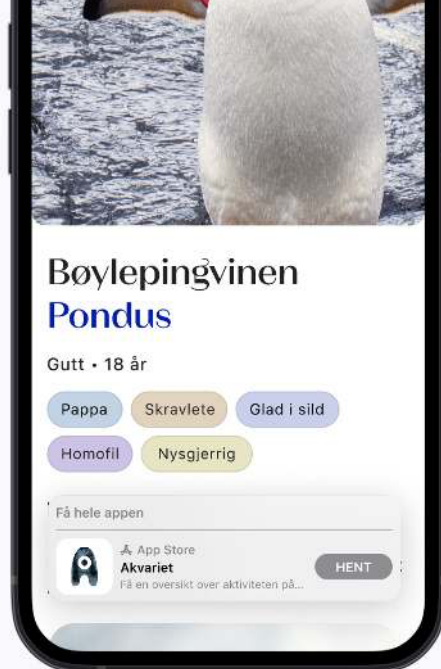 Bøylepingvinen
Pondus
Gutt • 18 år
Pappa Skravlete Glad i sild
Homofil Nysgjerrig
Få hele appen
App Store
Akvariet
HENT
Få en oversikt over aktiviteten på...